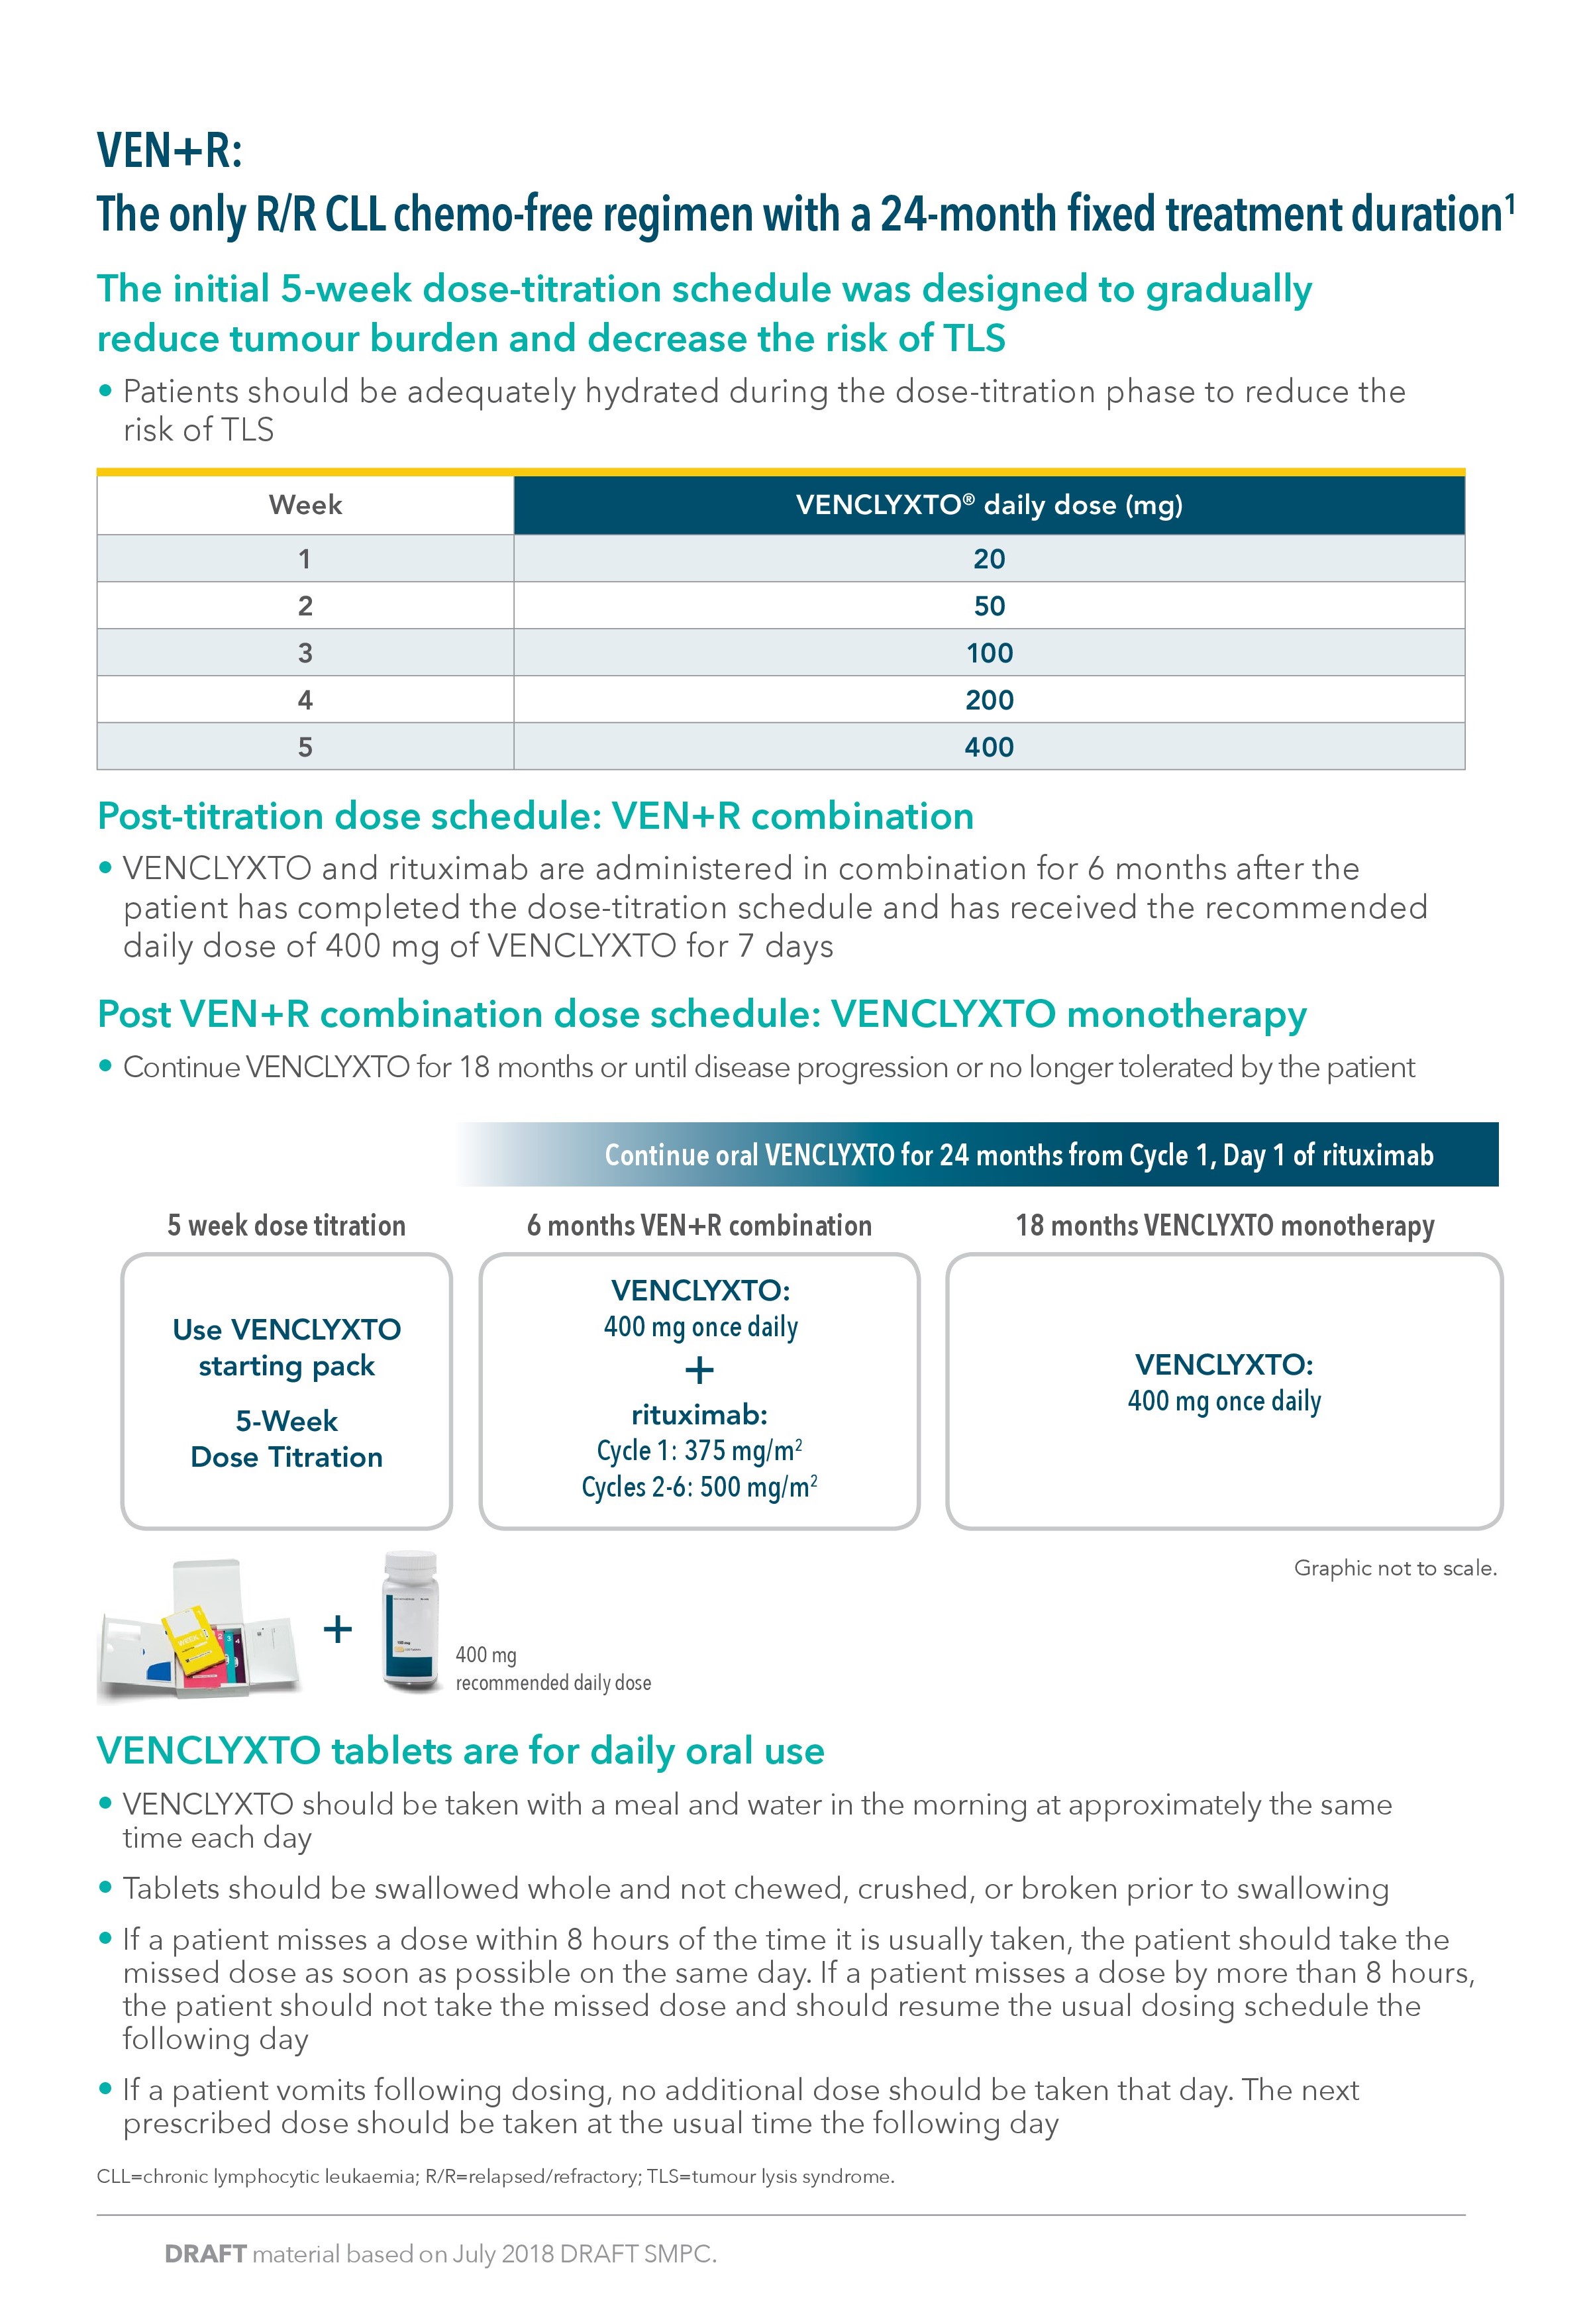 VEN+R:
The only R/R CLL chemo-free regimen with a 24-month fixed treatment duration¹
The initial 5-week dose-titration schedule was designed to gradually
reduce tumour burden and decrease the risk of TLS
• Patients should be adequately hydrated during the dose-titration phase to reduce the
risk of TLS
Week VENCLYXTO® daily dose (mg)
1 20
2 50
3 100
4 200
5 400
Post-titration dose schedule: VEN+R combination
• VENCLYXTO and rituximab are administered in combination for 6 months after the
patient has completed the dose-titration schedule and has received the recommended
daily dose of 400 mg of VENCLYXTO for 7 days
Post VEN+R combination dose schedule: VENCLYXTO monotherapy
• Continue VENCLYXTO for 18 months or until disease progression or no longer tolerated by the patient
Continue oral VENCLYXTO for 24 months from Cycle 1, Day 1 of rituximab
5 week dose titration
Use VENCLYXTO
starting pack
5-Week
Dose Titration
6 months VEN+R combination
VENCLYXTO:
400 mg once daily
+
rituximab:
Cycle 1: 375 mg/m²
Cycles 2-6: 500 mg/m²
18 months VENCLYXTO monotherapy
VENCLYXTO:
400 mg once daily
Graphic not to scale.
WEEK
+
400 mg
recommended daily dose
VENCLYXTO tablets are for daily oral use
• VENCLYXTO should be taken with a meal and water in the morning at approximately the same
time each day
• Tablets should be swallowed whole and not chewed, crushed, or broken prior to swallowing
• If a patient misses a dose within 8 hours of the time it is usually taken, the patient should take the
missed dose as soon as possible on the same day. If a patient misses a dose by more than 8 hours,
the patient should not take the missed dose and should resume the usual dosing schedule the
following day
• If a patient vomits following dosing, no additional dose should be taken that day. The next
prescribed dose should be taken at the usual time the following day
CLL=chronic lymphocytic leukaemia; R/R=relapsed/refractory; TLS=tumour lysis syndrome.
DRAFT material based on July 2018 DRAFT SMPC.